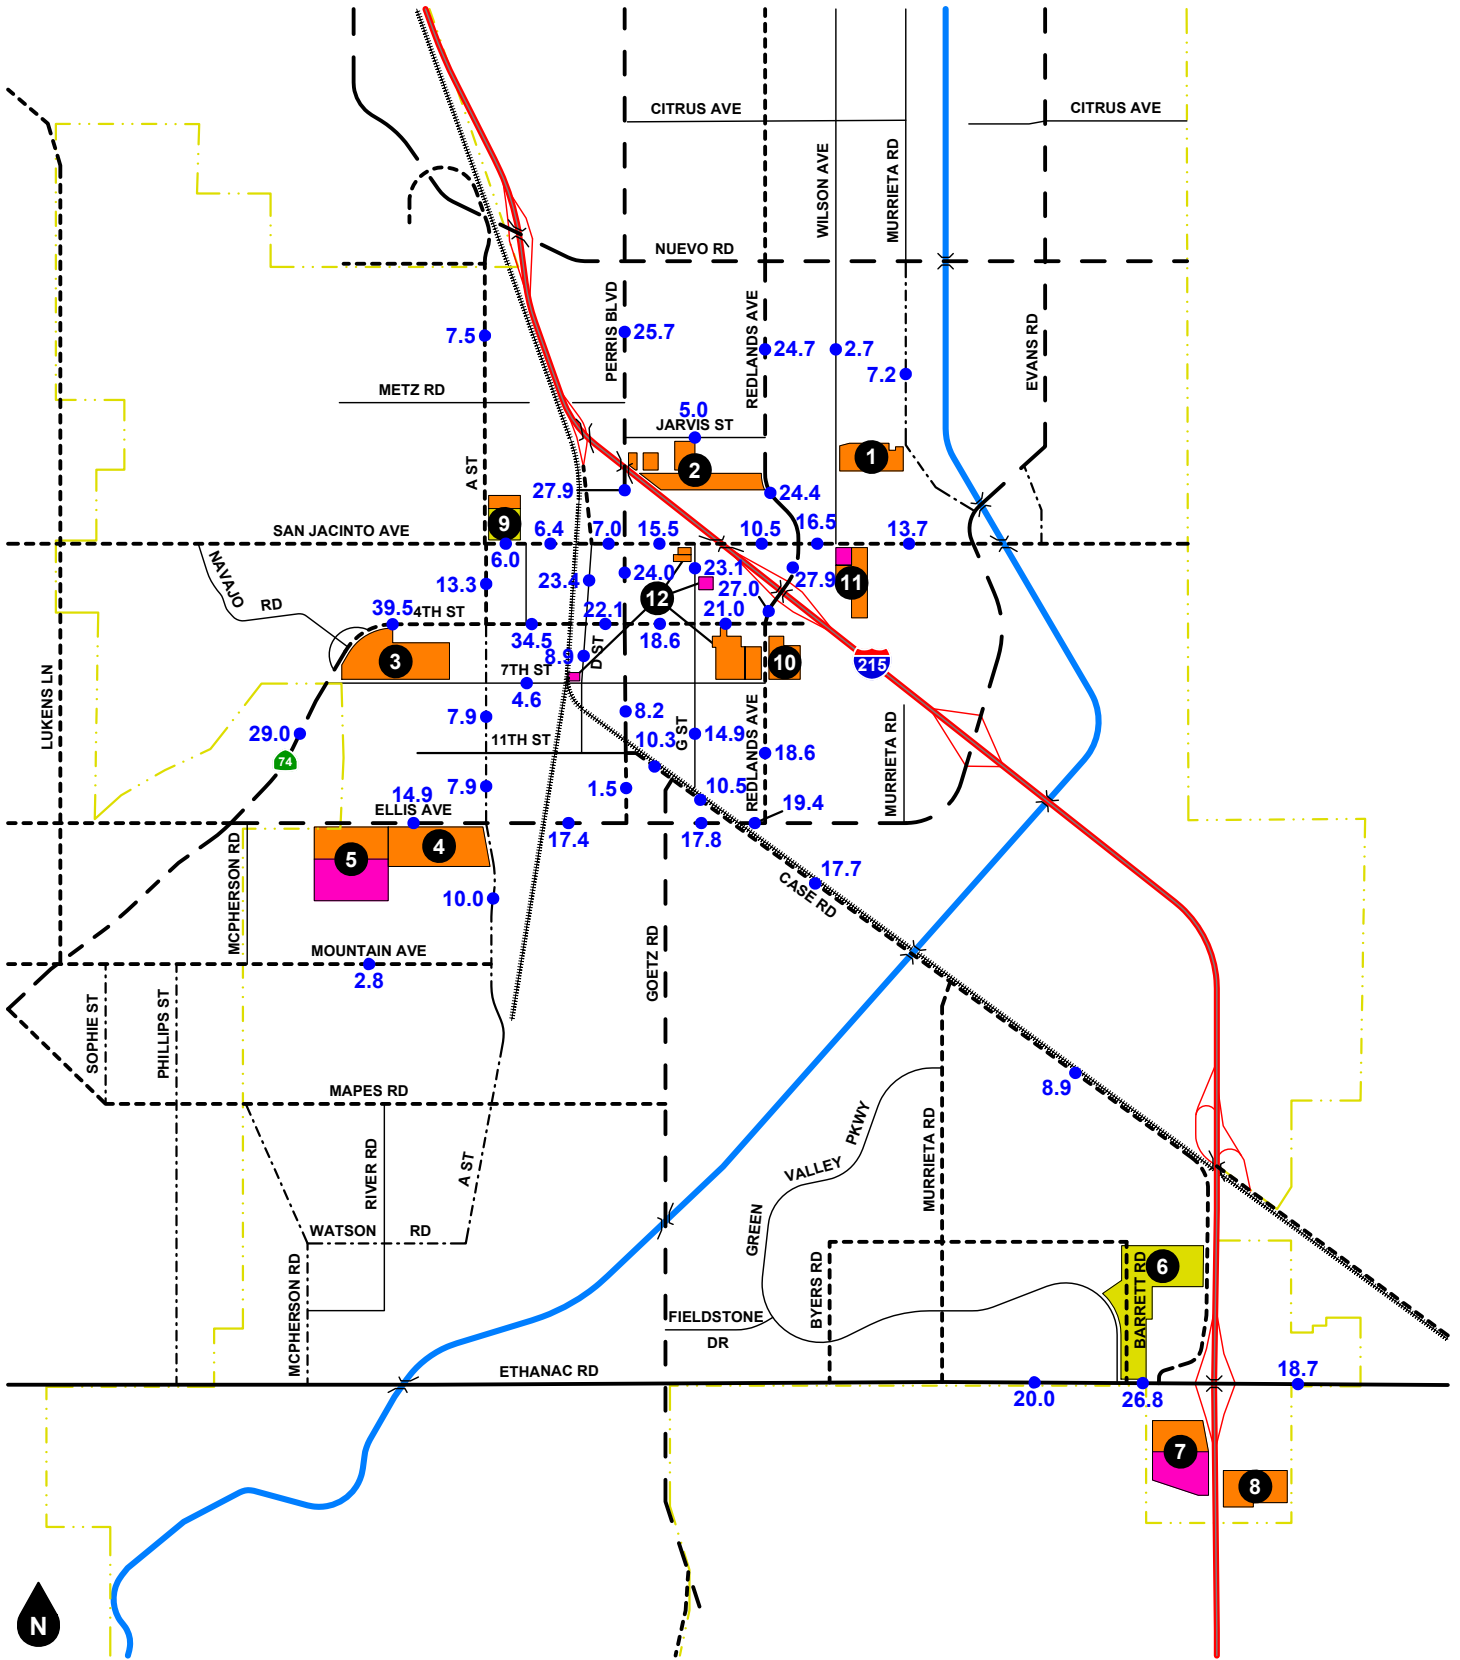 CITRUS AVE
CITRUS AVE
WILSON AVE
MURRIETA RD
NUEVO RD
PERRIS BLVD
REDLANDS AVE
EVANS RD
7.5
25.7
24.7
2.7
7.2
METZ RD
5.0
JARVIS ST
A ST
1
2
27.9
24.4
9
SAN JACINTO AVE
6.4
7.0
15.5
10.5
16.5
13.7
6.0
NAVAJO
RD
13.3
23.4
24.0
23.1
27.0
27.9
11
12
39.5
4TH ST
22.1
21.0
34.5
18.6
8.9
D ST
3
7TH ST
10
215
4.6
LUKENS LN
29.0
74
7.9
8.2
11TH ST
10.3
G ST
14.9
REDLANDS AVE
18.6
MURRIETA RD
7.9
1.5
10.5
14.9
ELLIS AVE
19.4
17.4
17.8
MCPHERSON RD
5
4
17.7
CASE RD
10.0
MOUNTAIN AVE
2.8
GOETZ RD
SOPHIE ST
PHILLIPS ST
8.9
MAPES RD
RIVER RD
A ST
PKWY
VALLEY
GREEN
MURRIETA RD
WATSON
RD
MCPHERSON RD
BYERS RD
BARRETT RD
6
FIELDSTONE
DR
ETHANAC RD
18.7
20.0
26.8
7
8
N